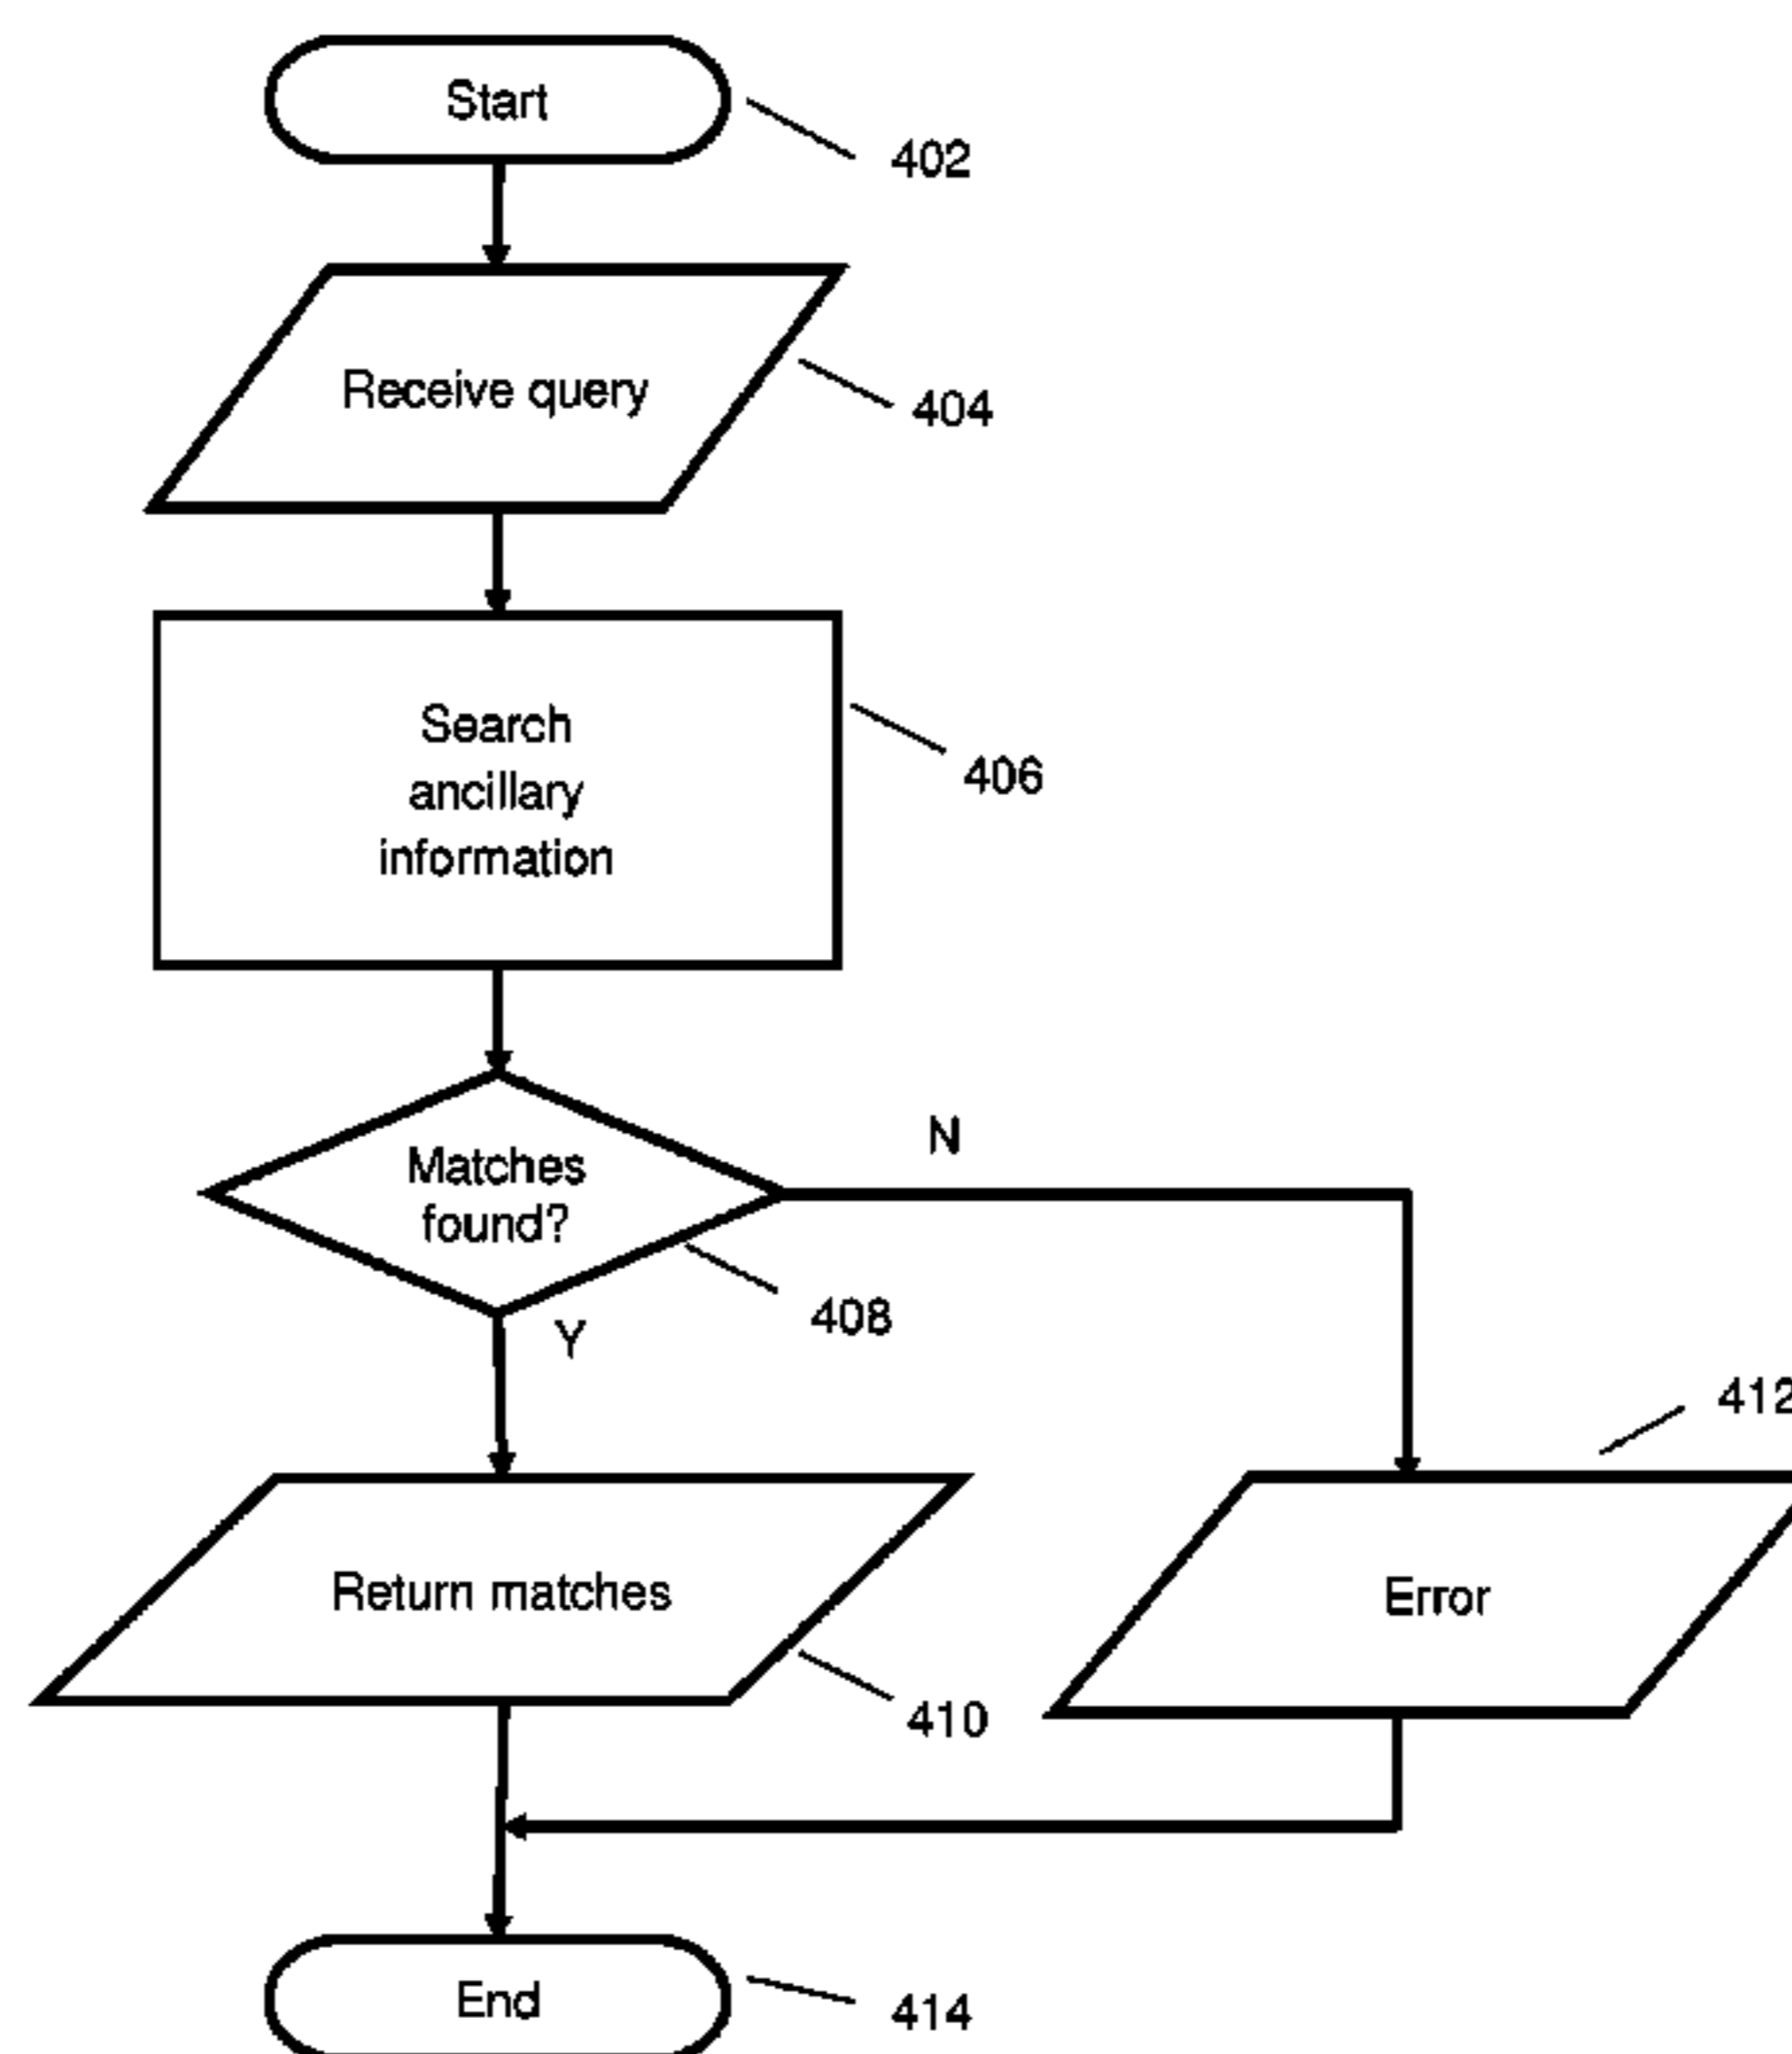 Start
402
Receive query
404
Search
ancillary
information
406
Matches
found?
N
408
Y
412
Return matches
Error
410
End
414